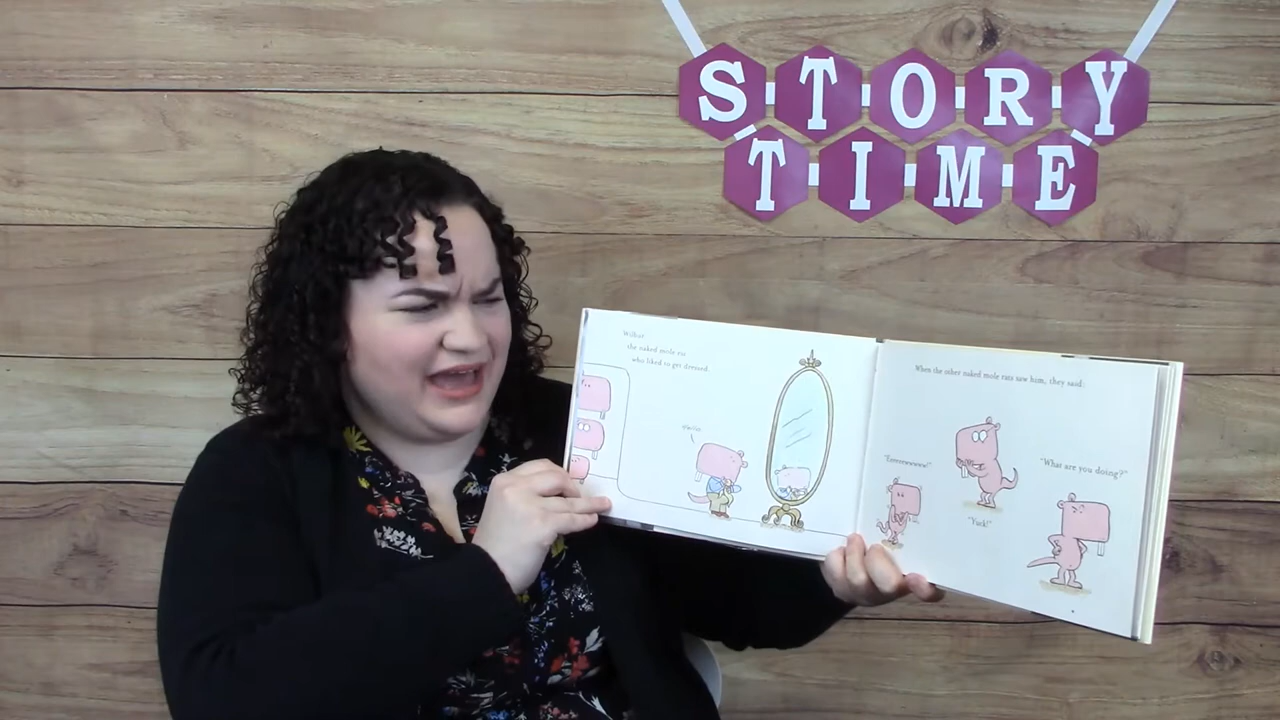 STORY
TIME
Wilbur
the naked mole rat
who liked to get dressed.
When the other naked mole rats saw him, they said:
"What are you doing?"
"Yuck!"